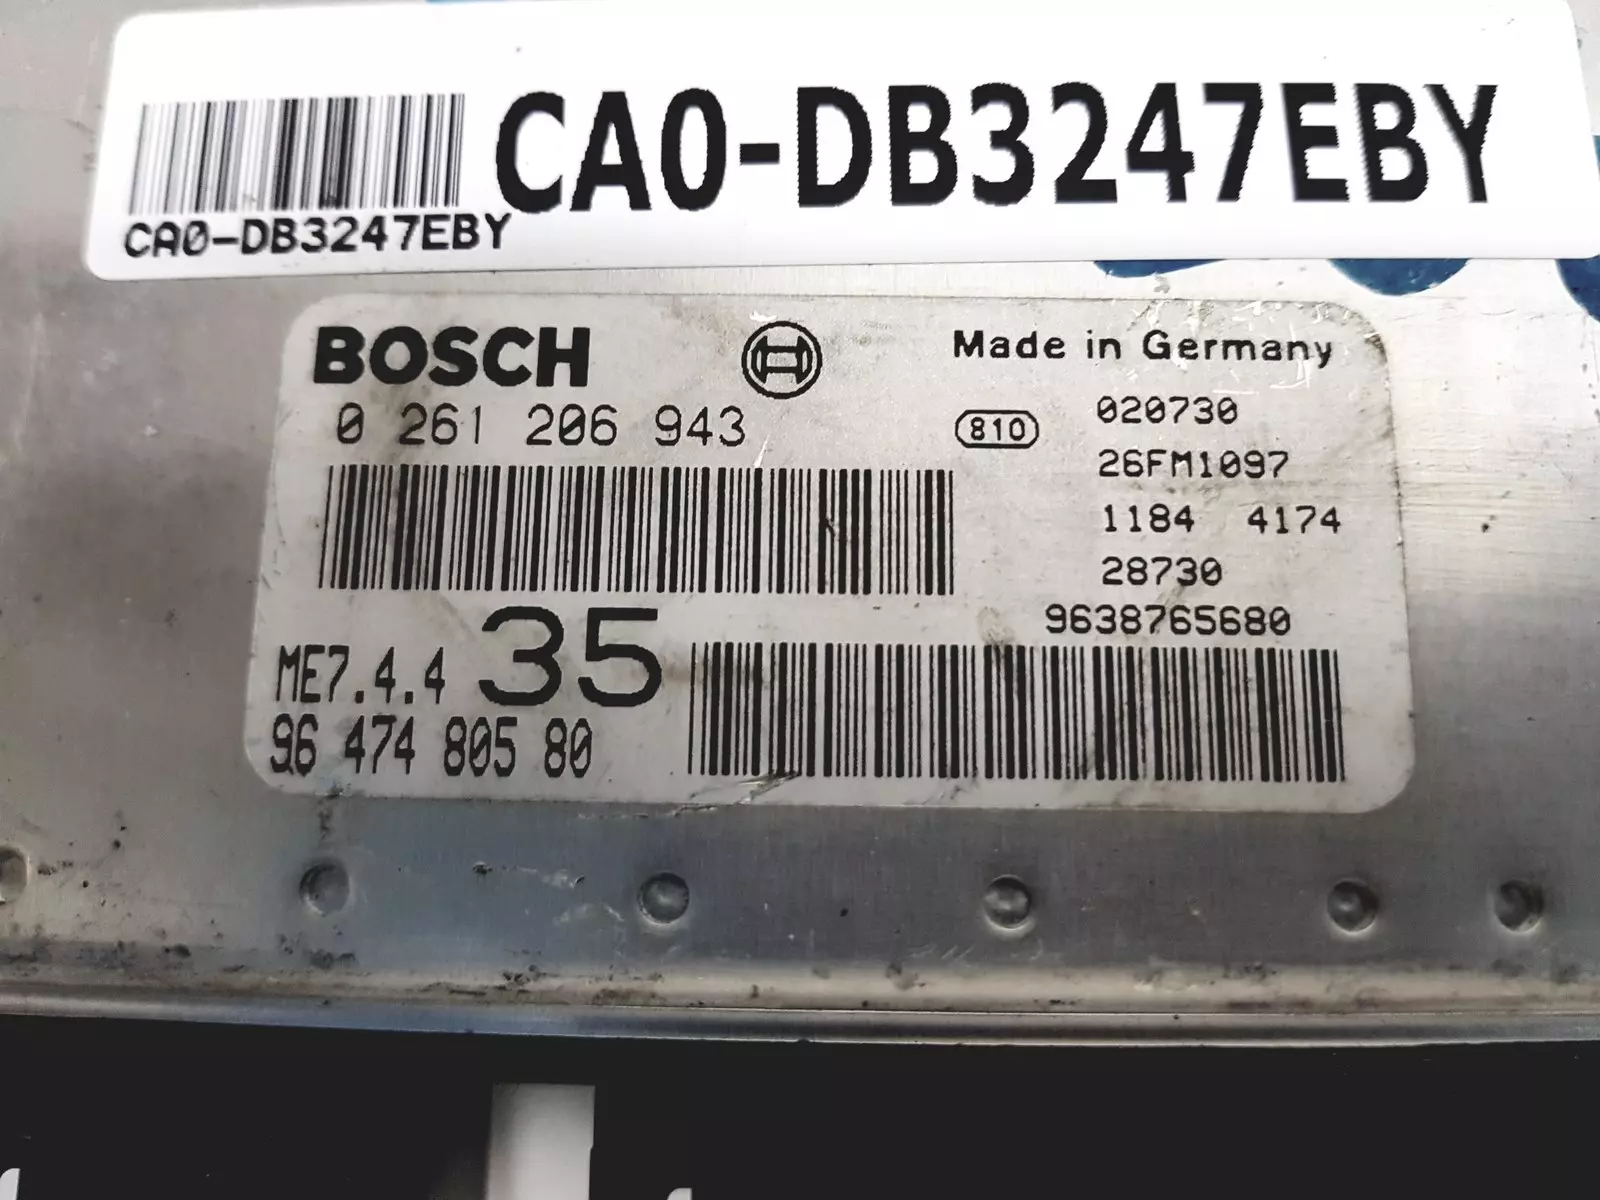 CA0-DB3247EBY
CA0-DB3247EBY
BOSCH
Made in Germany
0 261 206 943
810
020730
26FM1097
1184 4174
28730
9638765680
35
ME7.4.4
96 474 805 80